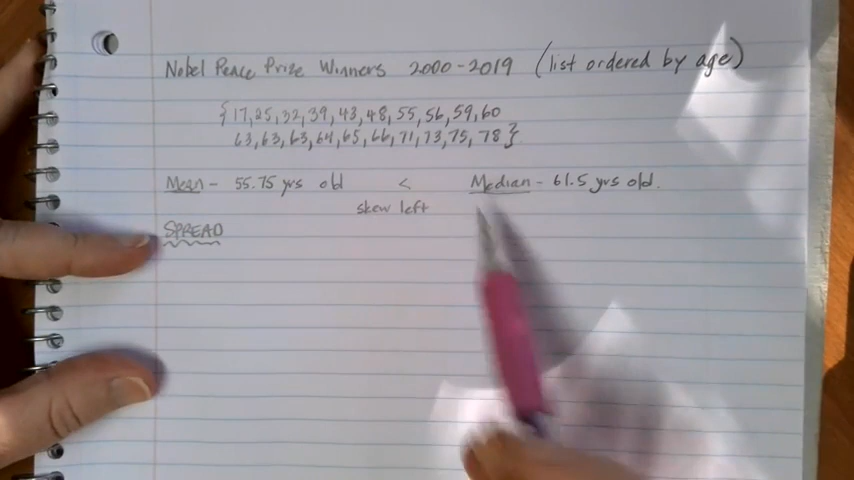 Nobel Peace Prize Winners 2000-2019 (list ordered by age)
{17,25,32,39,43,48,55,56,59,60
63,63,63,64,65,66,71,73,75,78}
Mean - 55.75 yrs old < Median - 61.5 yrs old.
skew left
SPREAD